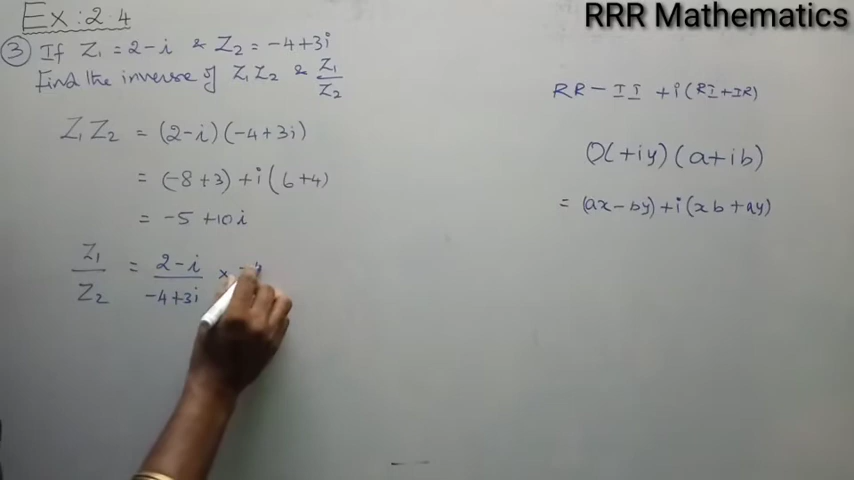 Ex: 2.4
RRR Mathematics
③ If Z₁ = 2-i & Z₂ = -4+3i
Find the inverse of Z₁Z₂ & Z₁/Z₂
Z₁Z₂ = (2-i)(-4+3i)
= (-8+3)+i(6+4)
= -5+10i
Z₁/Z₂ = 2-i/-4+3i × -4
RR-II+i(RI+IR)
(x+iy)(a+ib)
= (ax-by)+i(xb+ay)